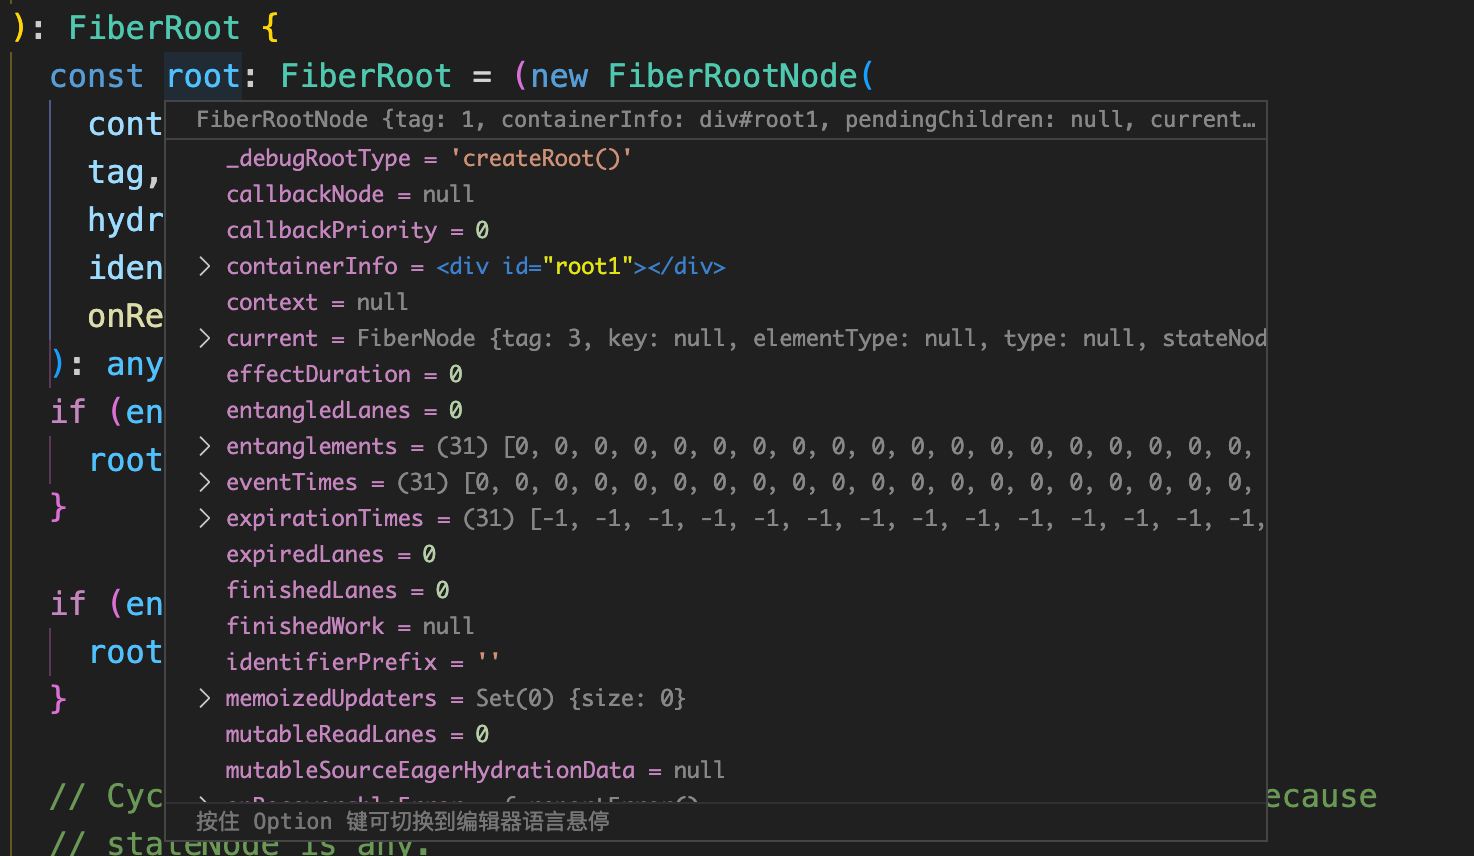 ): FiberRoot {
const root: FiberRoot = (new FiberRootNode(
FiberRootNode {tag: 1, containerInfo: div#root1, pendingChildren: null, current…
cont
_debugRootType = 'createRoot()'
tag,
callbackNode = null
hydr
callbackPriority = 0
iden
containerInfo = <div id="root1"></div>
onRe
context = null
current = FiberNode {tag: 3, key: null, elementType: null, type: null, stateNod
): any
effectDuration = 0
if (en
entangledLanes = 0
root
entanglements = (31) [0, 0, 0, 0, 0, 0, 0, 0, 0, 0, 0, 0, 0, 0, 0, 0, 0, 0, 0,
eventTimes = (31) [0, 0, 0, 0, 0, 0, 0, 0, 0, 0, 0, 0, 0, 0, 0, 0, 0, 0, 0, 0,
}
expirationTimes = (31) [-1, -1, -1, -1, -1, -1, -1, -1, -1, -1, -1, -1, -1, -1,
expiredLanes = 0
finishedLanes = 0
if (en
finishedWork = null
root
identifierPrefix = ''
}
memoizedUpdaters = Set(0) {size: 0}
mutableReadLanes = 0
mutableSourceEagerHydrationData = null
// Cyc
ecause
按住 Option 键可切换到编辑器语言悬停
// stateNode is any.